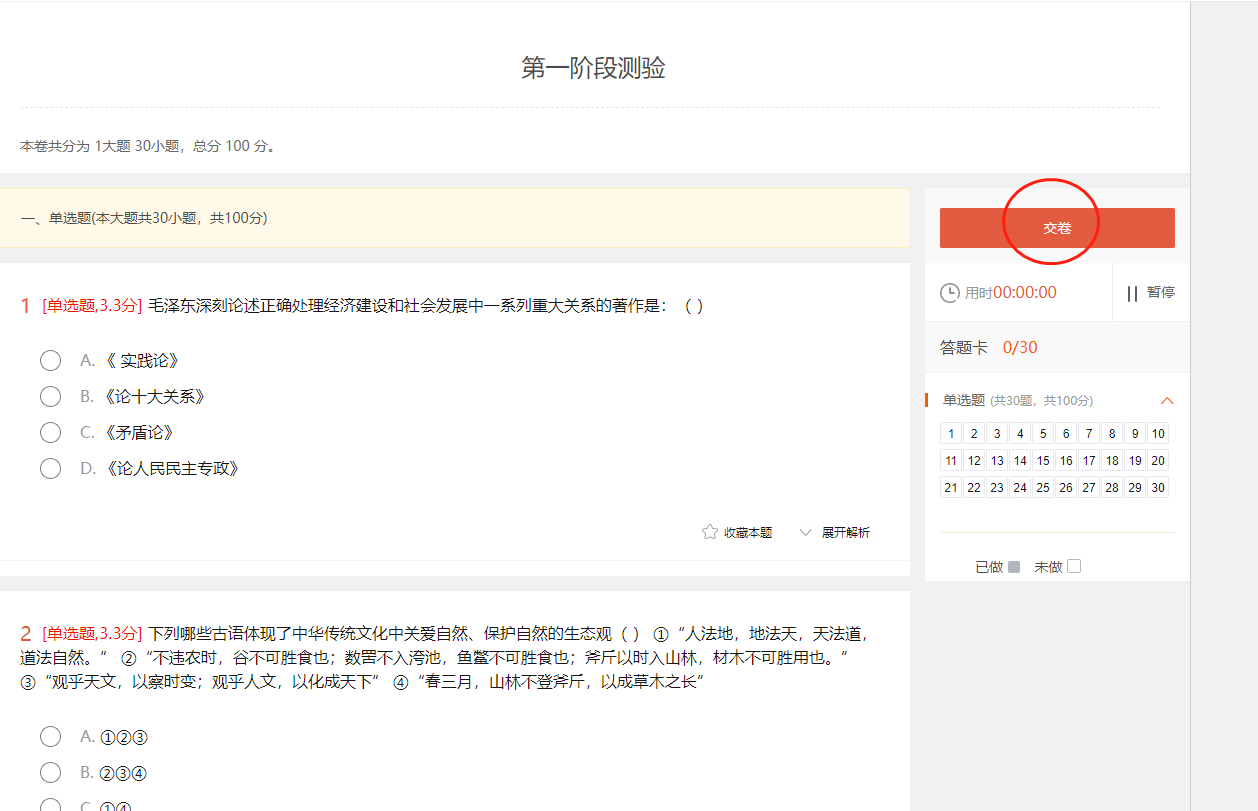 第一阶段测验
本卷共分为 1大题 30小题，总分 100 分。
一、单选题(本大题共30小题，共100分)
1 [单选题,3.3分] 毛泽东深刻论述正确处理经济建设和社会发展中一系列重大关系的著作是：（ ）
A. 《 实践论》
B. 《论十大关系》
C. 《矛盾论》
D. 《论人民民主专政》
收藏本题 展开解析
2 [单选题,3.3分] 下列哪些古语体现了中华传统文化中关爱自然、保护自然的生态观（ ） ①“人法地，地法天，天法道，
道法自然。” ②“不违农时，谷不可胜食也；数罟不入洿池，鱼鳖不可胜食也；斧斤以时入山林，材木不可胜用也。”
③“观乎天文，以察时变；观乎人文，以化成天下” ④“春三月，山林不登斧斤，以成草木之长”
A. ①②③
B. ②③④
C. ①④
交卷
用时00:00:00 暂停
答题卡 0/30
单选题 (共30题，共100分)
1 2 3 4 5 6 7 8 9 10
11 12 13 14 15 16 17 18 19 20
21 22 23 24 25 26 27 28 29 30
已做 未做